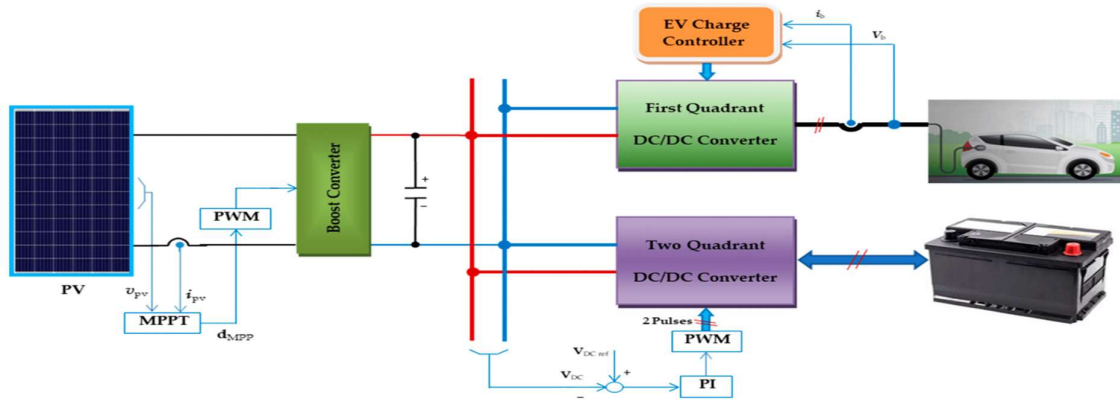 EV Charge
Controller
i_b
V_b
First Quadrant
DC/DC Converter
Boost Converter
+
−
PWM
PV
v_pv
i_pv
MPPT
d_MPP
Two Quadrant
DC/DC Converter
2 Pulses
PWM
V_DC ref
V_DC
+
−
PI